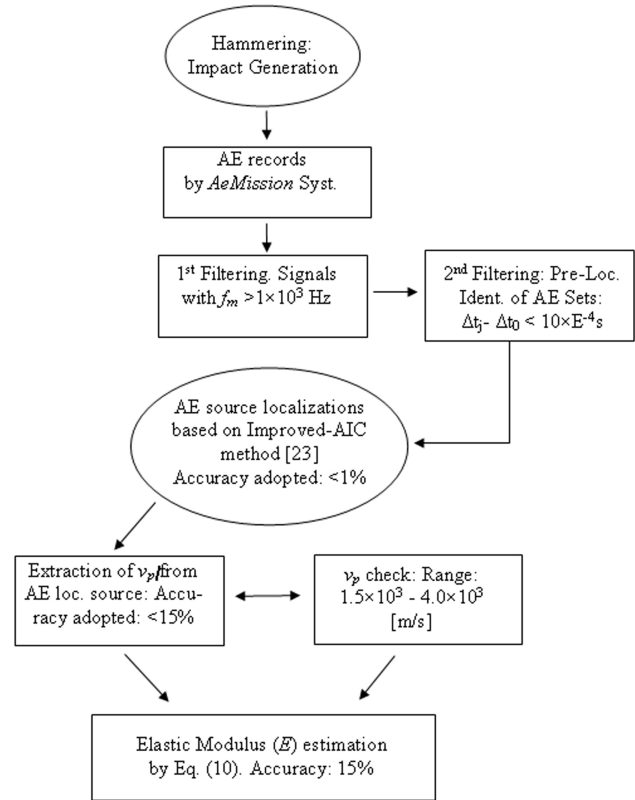 Hammering:
Impact Generation
AE records
by AeMission Syst.
1st Filtering. Signals
with fm >1×10³ Hz
2nd Filtering: Pre-Loc.
Ident. of AE Sets:
Δtj- Δt0 < 10×E⁻⁴s
AE source localizations
based on Improved-AIC
method [23]
Accuracy adopted: <1%
Extraction of vp from
AE loc. source: Accu-
racy adopted: <15%
vp check: Range:
1.5×10³ - 4.0×10³
[m/s]
Elastic Modulus (E) estimation
by Eq. (10). Accuracy: 15%